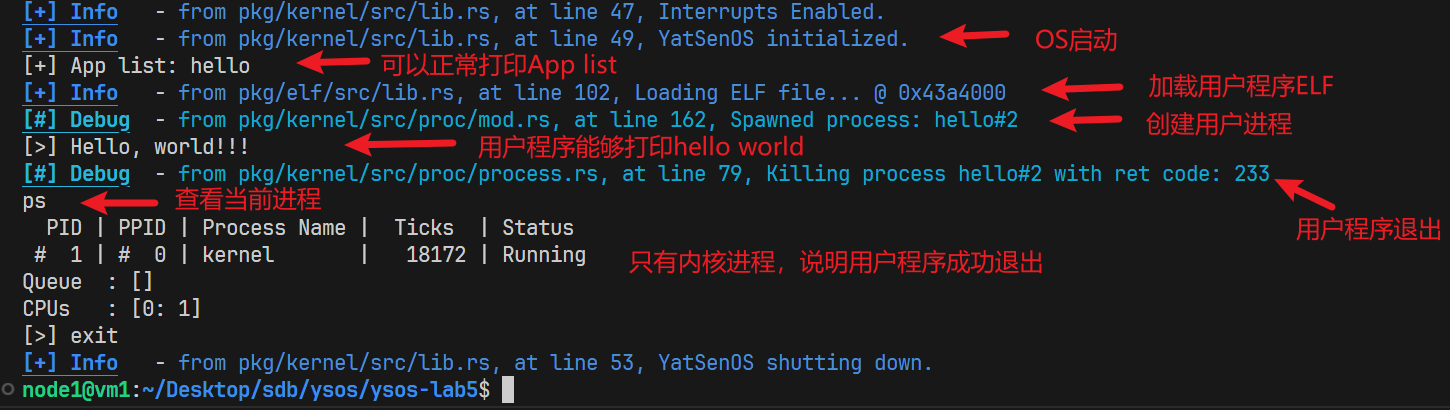 [+] Info   - from pkg/kernel/src/lib.rs, at line 47, Interrupts Enabled.
[+] Info   - from pkg/kernel/src/lib.rs, at line 49, YatSenOS initialized.
OS启动
[+] App list: hello
可以正常打印App list
[+] Info   - from pkg/elf/src/lib.rs, at line 102, Loading ELF file... @ 0x43a4000
加载用户程序ELF
[#] Debug  - from pkg/kernel/src/proc/mod.rs, at line 162, Spawned process: hello#2
创建用户进程
[>] Hello, world!!!
用户程序能够打印hello world
[#] Debug  - from pkg/kernel/src/proc/process.rs, at line 79, Killing process hello#2 with ret code: 233
用户程序退出
ps
查看当前进程
  PID | PPID | Process Name |  Ticks  | Status
 #  1 | #  0 | kernel       |   18172 | Running
只有内核进程，说明用户程序成功退出
Queue  : []
CPUs   : [0: 1]
[>] exit
[+] Info   - from pkg/kernel/src/lib.rs, at line 53, YatSenOS shutting down.
node1@vm1:~/Desktop/sdb/ysos/ysos-lab5$